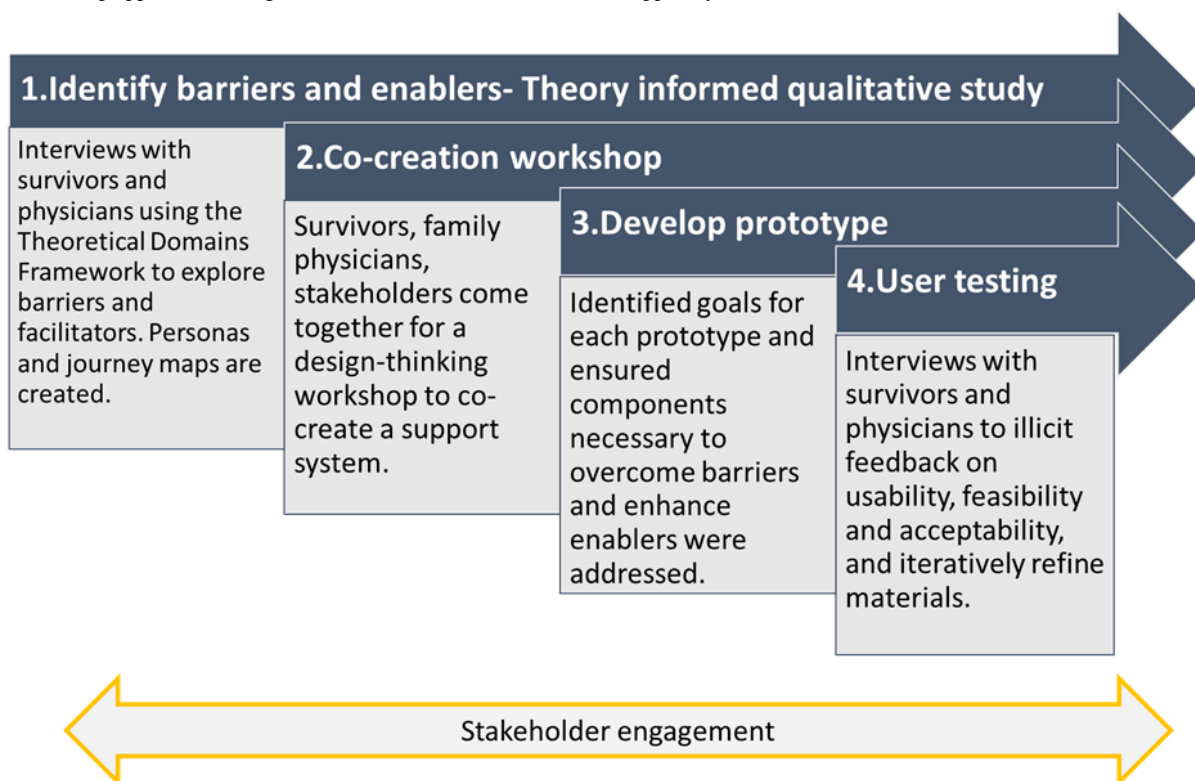 1.Identify barriers and enablers- Theory informed qualitative study
Interviews with
survivors and
physicians using the
Theoretical Domains
Framework to explore
barriers and
facilitators. Personas
and journey maps are
created.
2.Co-creation workshop
Survivors, family
physicians,
stakeholders come
together for a
design-thinking
workshop to co-
create a support
system.
3.Develop prototype
Identified goals for
each prototype and
ensured
components
necessary to
overcome barriers
and enhance
enablers were
addressed.
4.User testing
Interviews with
survivors and
physicians to illicit
feedback on
usability, feasibility
and acceptability,
and iteratively refine
materials.
Stakeholder engagement